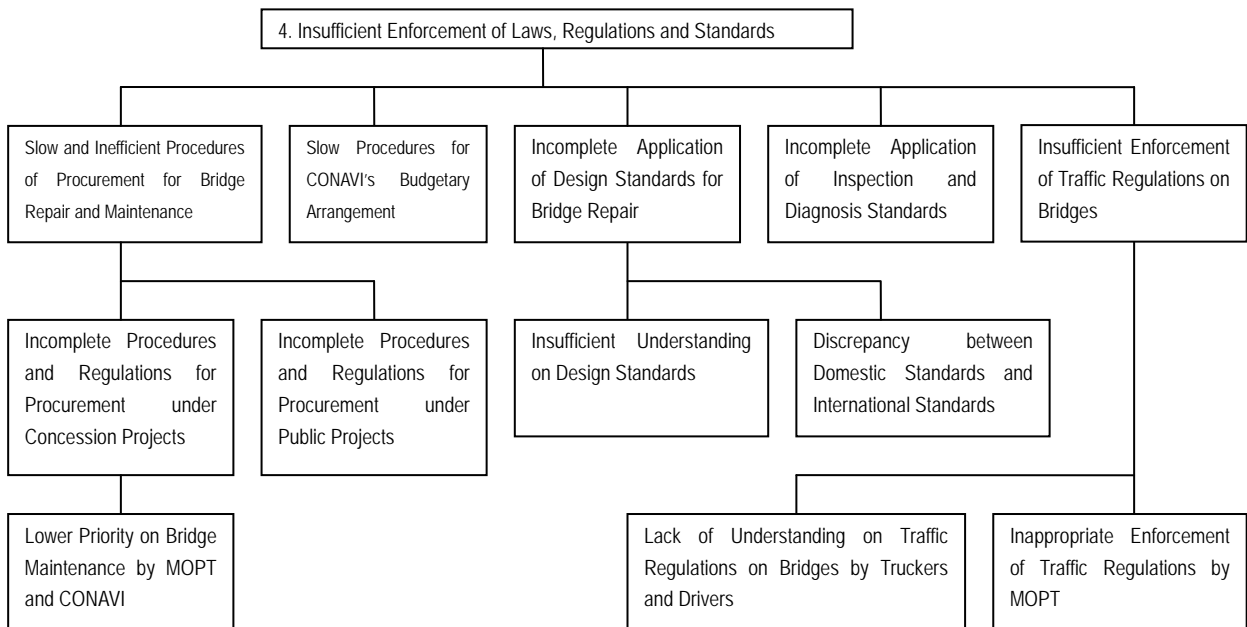 4. Insufficient Enforcement of Laws, Regulations and Standards
Slow and Inefficient Procedures
of Procurement for Bridge
Repair and Maintenance
Slow Procedures for
CONAVI's Budgetary
Arrangement
Incomplete Application
of Design Standards for
Bridge Repair
Incomplete Application
of Inspection and
Diagnosis Standards
Insufficient Enforcement
of Traffic Regulations on
Bridges
Incomplete Procedures
and Regulations for
Procurement under
Concession Projects
Incomplete Procedures
and Regulations for
Procurement under
Public Projects
Insufficient Understanding
on Design Standards
Discrepancy between
Domestic Standards and
International Standards
Lower Priority on Bridge
Maintenance by MOPT
and CONAVI
Lack of Understanding on Traffic
Regulations on Bridges by Truckers
and Drivers
Inappropriate Enforcement
of Traffic Regulations by
MOPT